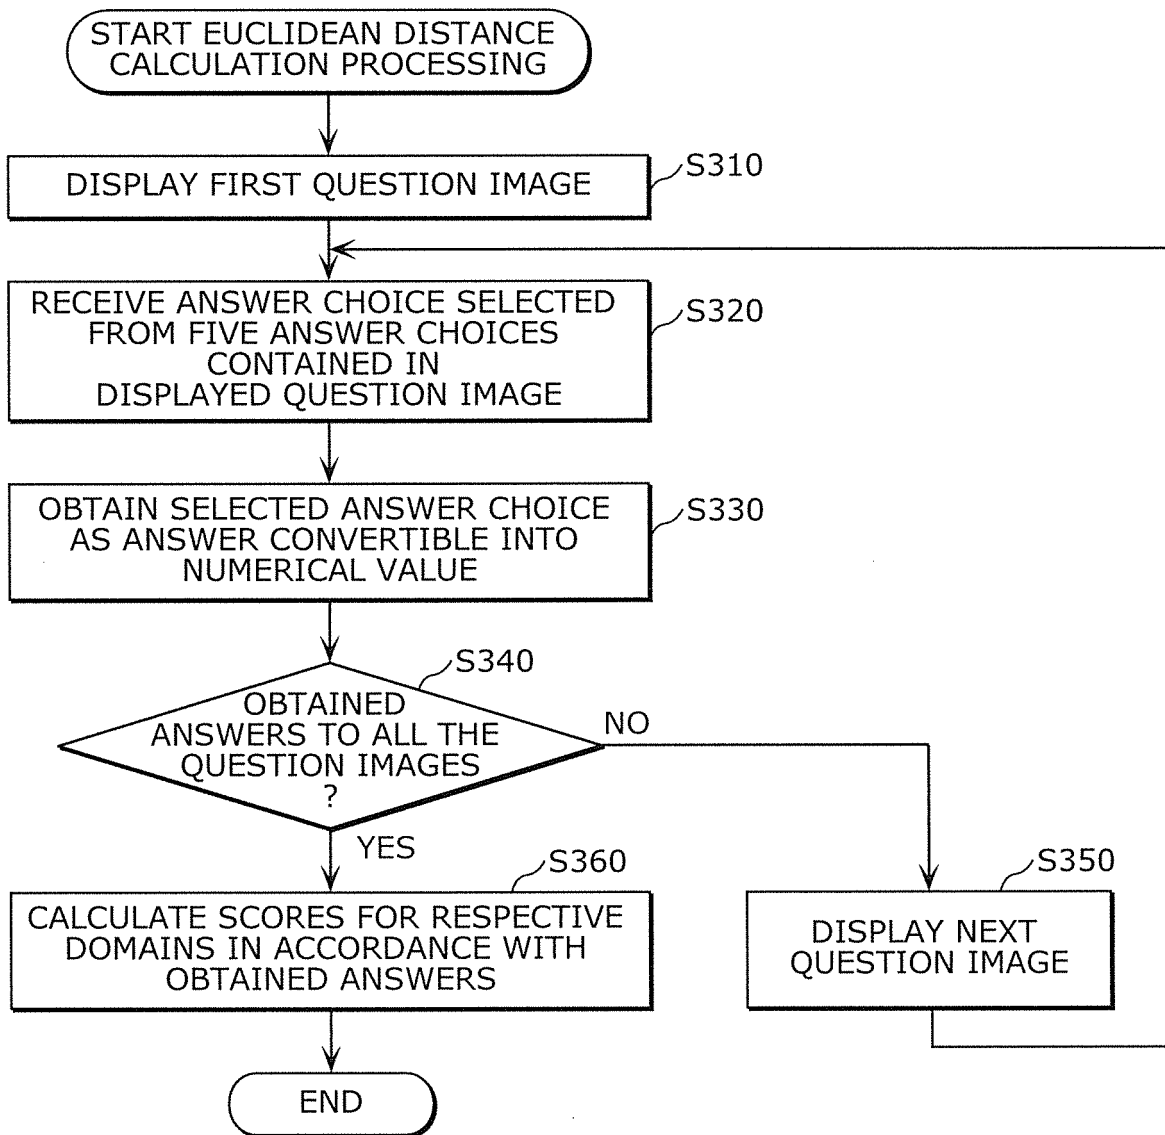 START EUCLIDEAN DISTANCE
CALCULATION PROCESSING
S310
DISPLAY FIRST QUESTION IMAGE
S320
RECEIVE ANSWER CHOICE SELECTED
FROM FIVE ANSWER CHOICES
CONTAINED IN
DISPLAYED QUESTION IMAGE
S330
OBTAIN SELECTED ANSWER CHOICE
AS ANSWER CONVERTIBLE INTO
NUMERICAL VALUE
S340
OBTAINED
ANSWERS TO ALL THE
QUESTION IMAGES
?
NO
YES
S360
CALCULATE SCORES FOR RESPECTIVE
DOMAINS IN ACCORDANCE WITH
OBTAINED ANSWERS
S350
DISPLAY NEXT
QUESTION IMAGE
END